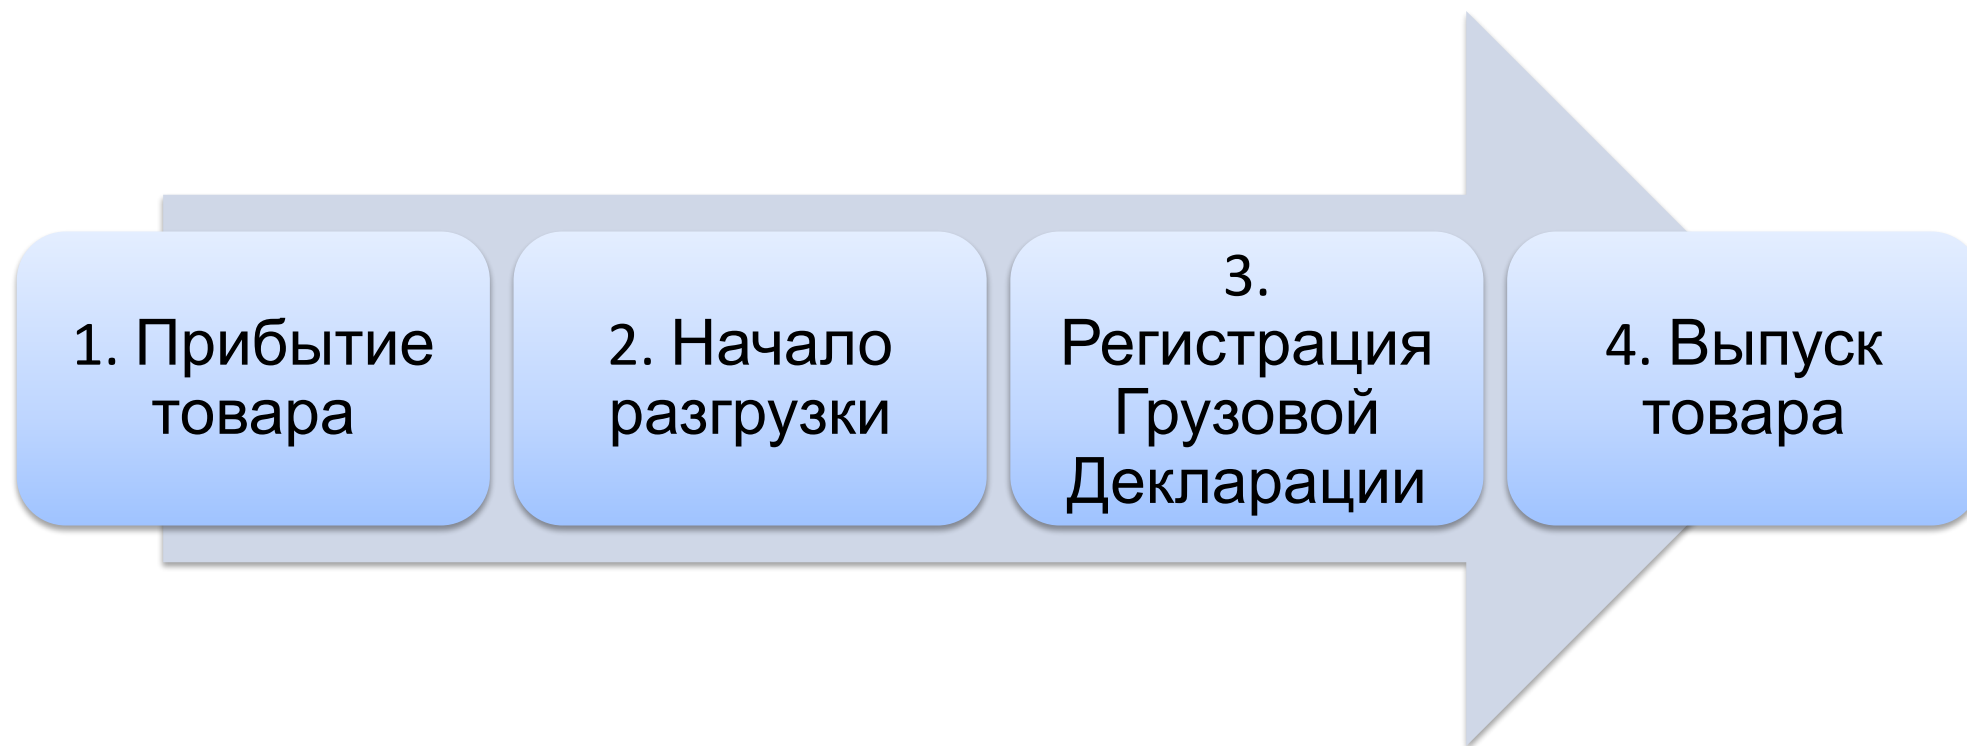 1. Прибытие
товара
2. Начало
разгрузки
3.
Регистрация
Грузовой
Декларации
4. Выпуск
товара